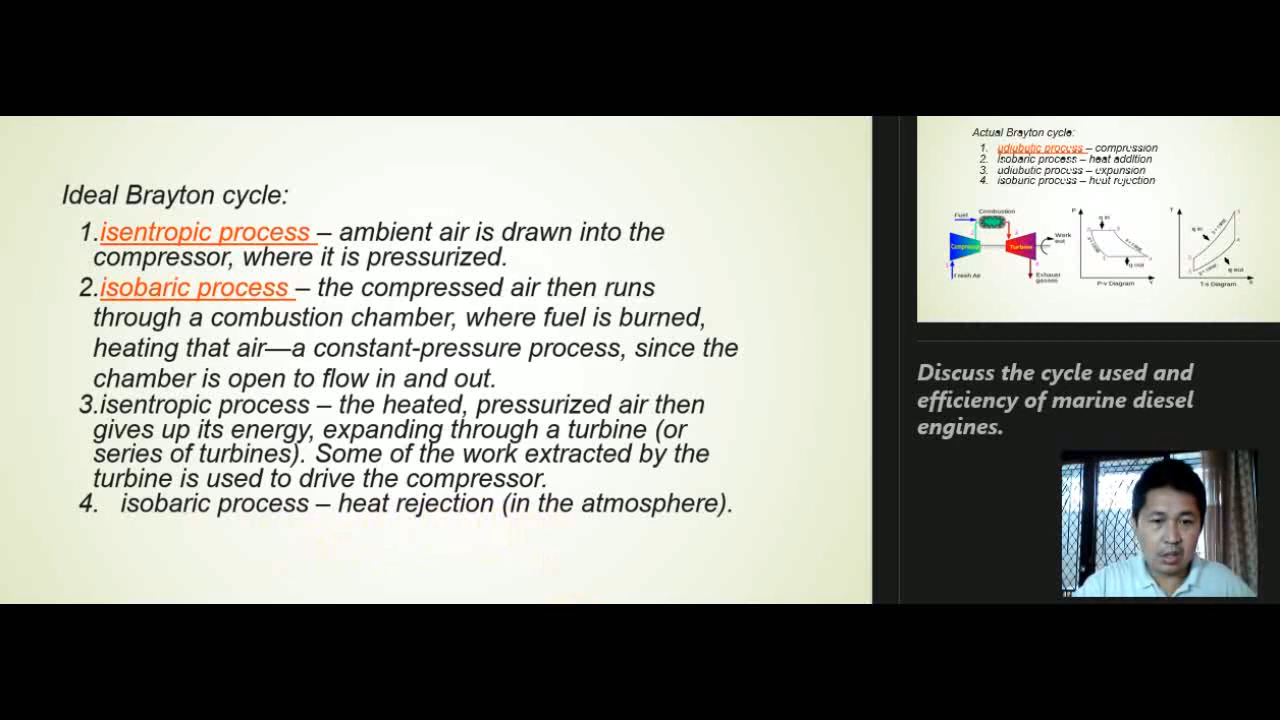 Ideal Brayton cycle:
1.isentropic process – ambient air is drawn into the
compressor, where it is pressurized.
2.isobaric process – the compressed air then runs
through a combustion chamber, where fuel is burned,
heating that air—a constant-pressure process, since the
chamber is open to flow in and out.
3.isentropic process – the heated, pressurized air then
gives up its energy, expanding through a turbine (or
series of turbines). Some of the work extracted by the
turbine is used to drive the compressor.
4. isobaric process – heat rejection (in the atmosphere).
Actual Brayton cycle:
1. adiabatic process – compression
2. isobaric process – heat addition
3. adiabatic process – expansion
4. isobaric process – heat rejection
Fuel
Combustion
Compressor
Turbine
Work
out
Fresh Air
Exhaust
gasses
P
q in
q out
V
P-v Diagram
T
q in
q out
T-s Diagram
Discuss the cycle used and
efficiency of marine diesel
engines.